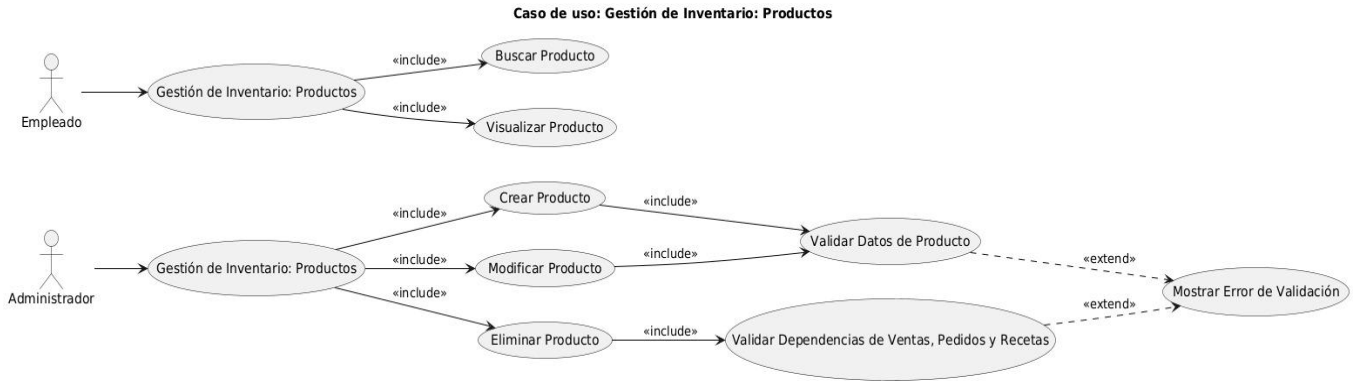 Caso de uso: Gestión de Inventario: Productos
Empleado
Gestión de Inventario: Productos
«include»
Buscar Producto
«include»
Visualizar Producto
Administrador
Gestión de Inventario: Productos
«include»
Crear Producto
«include»
«include»
Modificar Producto
«include»
Validar Datos de Producto
«include»
Eliminar Producto
«include»
Validar Dependencias de Ventas, Pedidos y Recetas
«extend»
«extend»
Mostrar Error de Validación